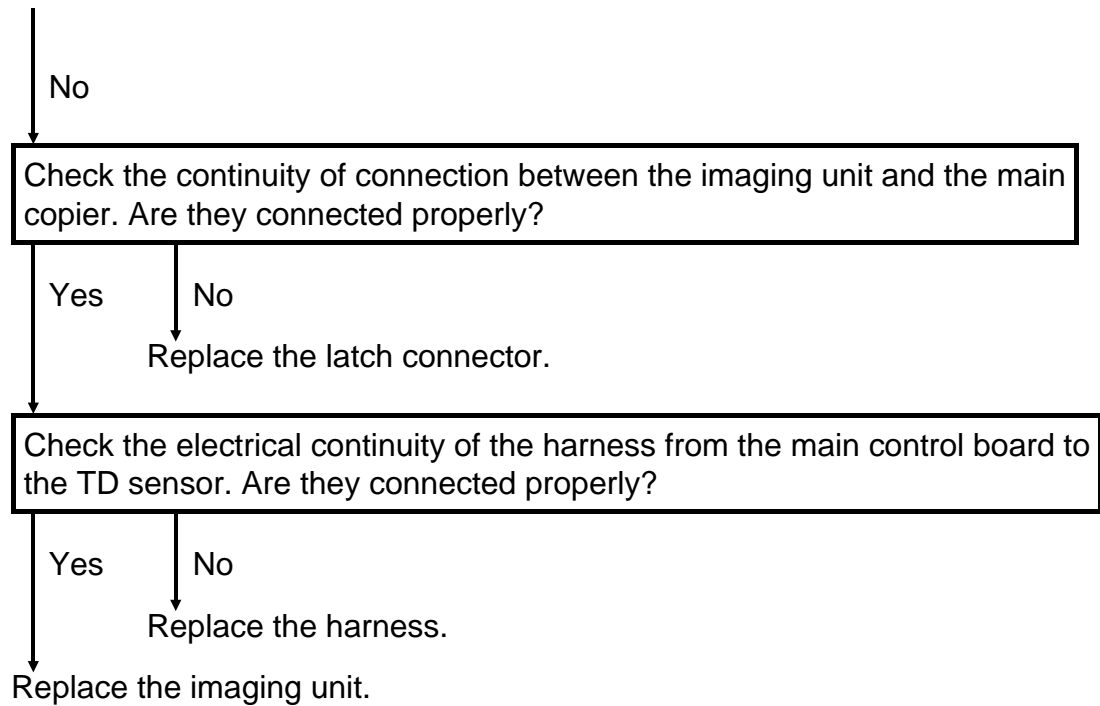 No
Check the continuity of connection between the imaging unit and the main
copier. Are they connected properly?
Yes No
Replace the latch connector.
Check the electrical continuity of the harness from the main control board to
the TD sensor. Are they connected properly?
Yes No
Replace the harness.
Replace the imaging unit.